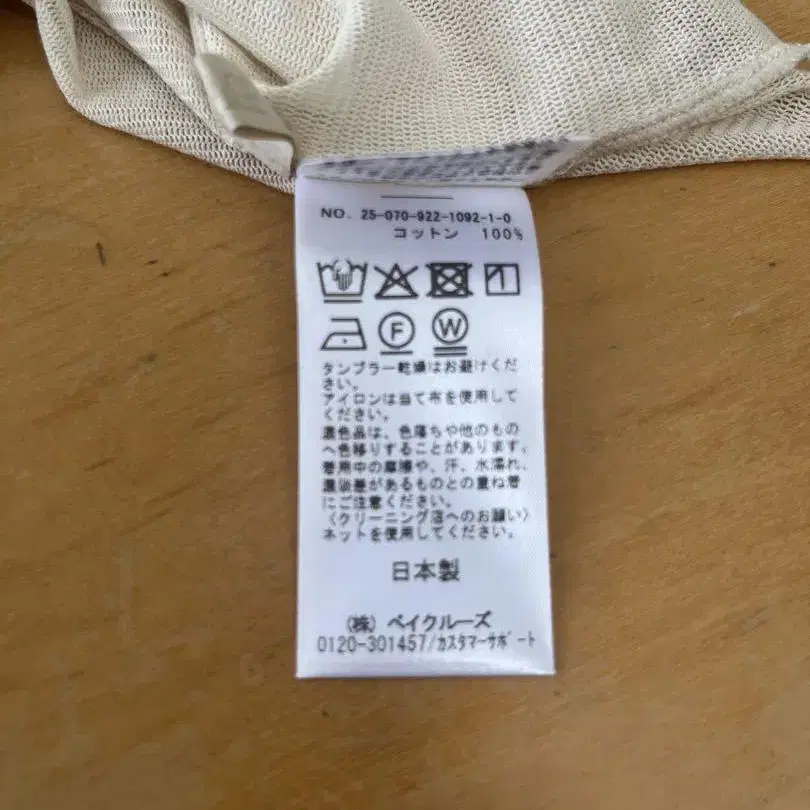 NO. 25-070-922-1092-1-0
コットン 100%
F W
タンブラー乾燥はお避けくだ
さい。
アイロンは当て布を使用して
ください。
濃色品は、色落ちや他のもの
へ色移りすることがあります。
着用中の摩擦や、汗、水濡れ、
濃淡差があるものとの重ね着
にご注意ください。
〈クリーニング店へのお願い〉
ネットを使用してください。
日本製
(株) ベイクルーズ
0120-301457/カスタマーサポート